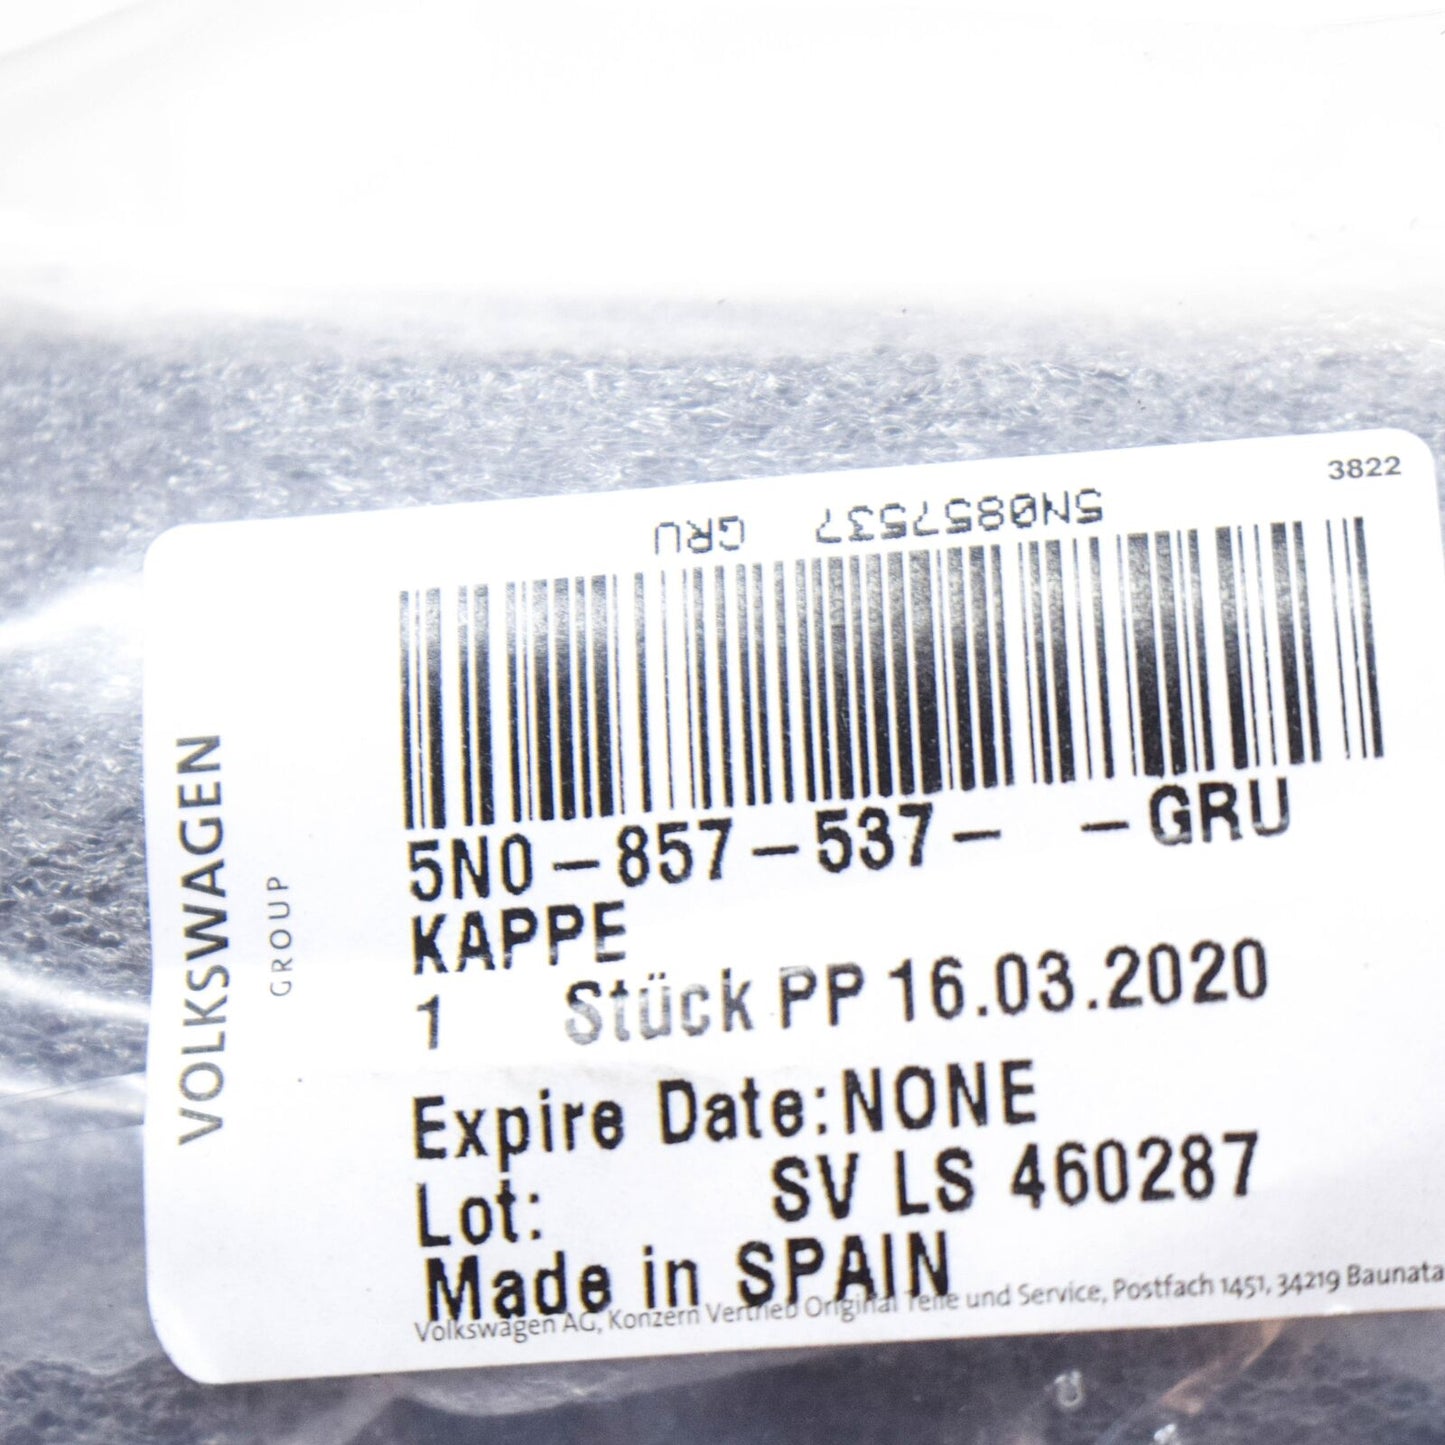 3822
5N0857537 GRU
5N0-857-537- -GRU
KAPPE
1 Stück PP 16.03.2020
Expire Date:NONE
Lot: SV LS 460287
Made in SPAIN
Volkswagen AG, Konzern Vertrieb Original Teile und Service, Postfach 1451, 34219 Baunata
VOLKSWAGEN
GROUP